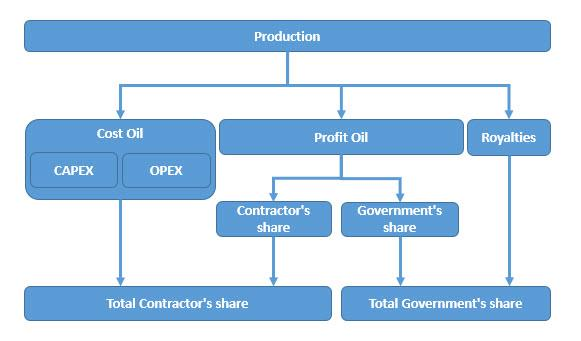 Production
Cost Oil
CAPEX
OPEX
Profit Oil
Royalties
Contractor's
share
Government's
share
Total Contractor's share
Total Government's share